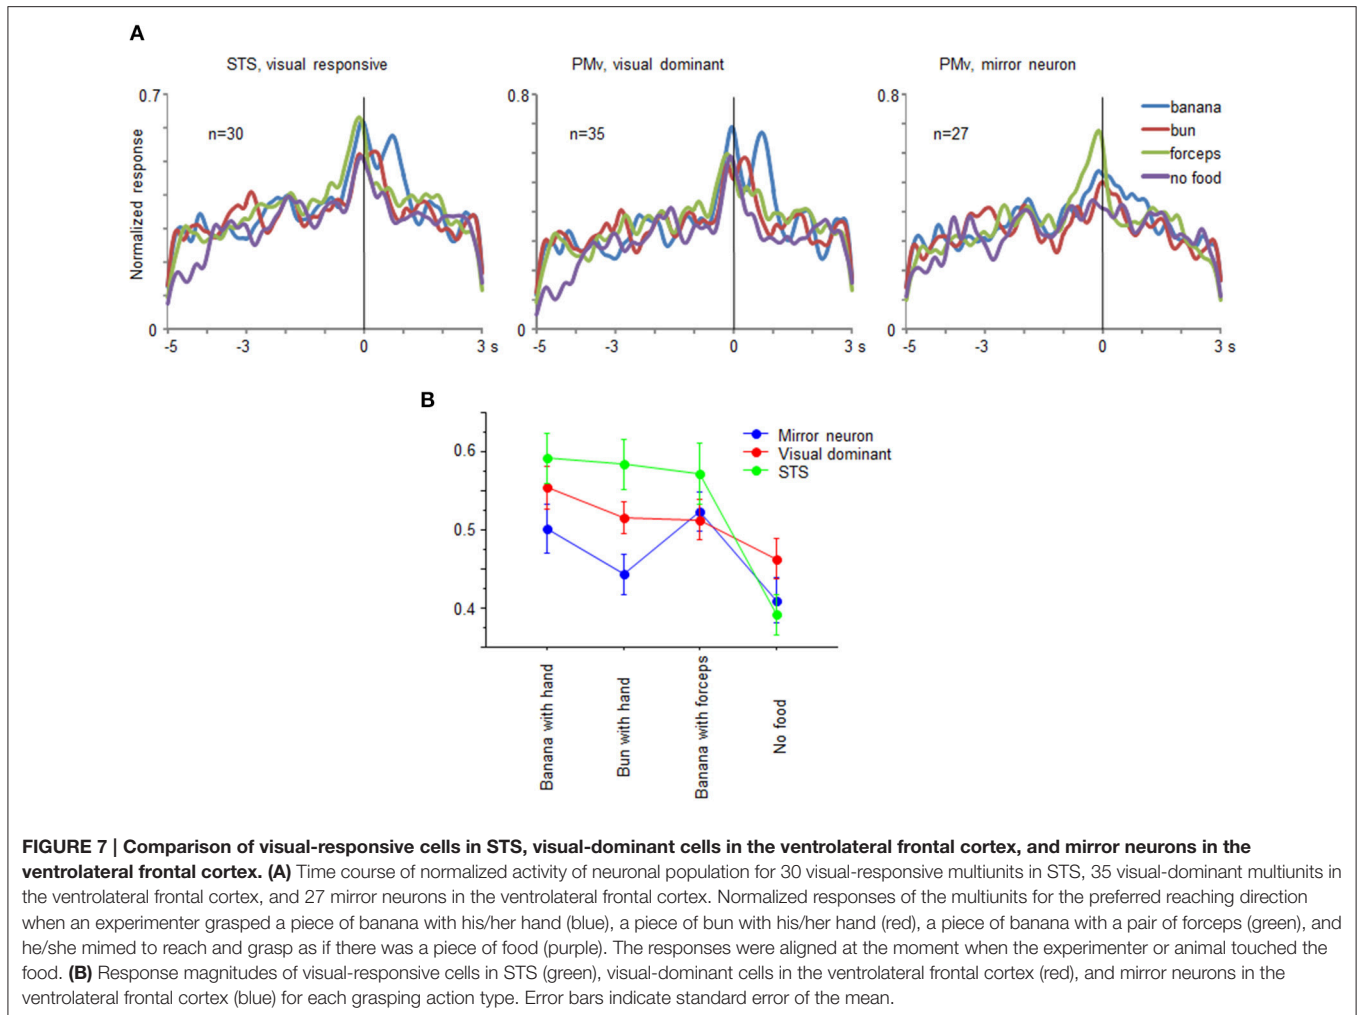 A
STS, visual responsive
PMv, visual dominant
PMv, mirror neuron
0.7
0.8
0.8
n=30
n=35
n=27
banana
bun
forceps
no food
Normalized response
0
0
0
-5 -3 0 3 s
-5 -3 0 3 s
-5 -3 0 3 s
B
Mirror neuron
Visual dominant
STS
0.6
0.5
0.4
Banana with hand
Bun with hand
Banana with forceps
No food
FIGURE 7 | Comparison of visual-responsive cells in STS, visual-dominant cells in the ventrolateral frontal cortex, and mirror neurons in the
ventrolateral frontal cortex. (A) Time course of normalized activity of neuronal population for 30 visual-responsive multiunits in STS, 35 visual-dominant multiunits in
the ventrolateral frontal cortex, and 27 mirror neurons in the ventrolateral frontal cortex. Normalized responses of the multiunits for the preferred reaching direction
when an experimenter grasped a piece of banana with his/her hand (blue), a piece of bun with his/her hand (red), a piece of banana with a pair of forceps (green), and
he/she mimed to reach and grasp as if there was a piece of food (purple). The responses were aligned at the moment when the experimenter or animal touched the
food. (B) Response magnitudes of visual-responsive cells in STS (green), visual-dominant cells in the ventrolateral frontal cortex (red), and mirror neurons in the
ventrolateral frontal cortex (blue) for each grasping action type. Error bars indicate standard error of the mean.